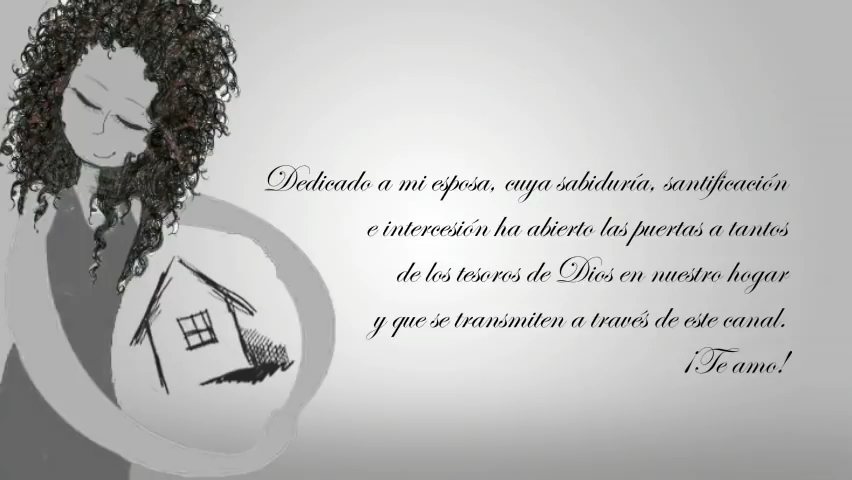 Dedicado a mi esposa, cuya sabiduría, santificación
e intercesión ha abierto las puertas a tantos
de los tesoros de Dios en nuestro hogar
y que se transmiten a través de este canal.
¡Te amo!